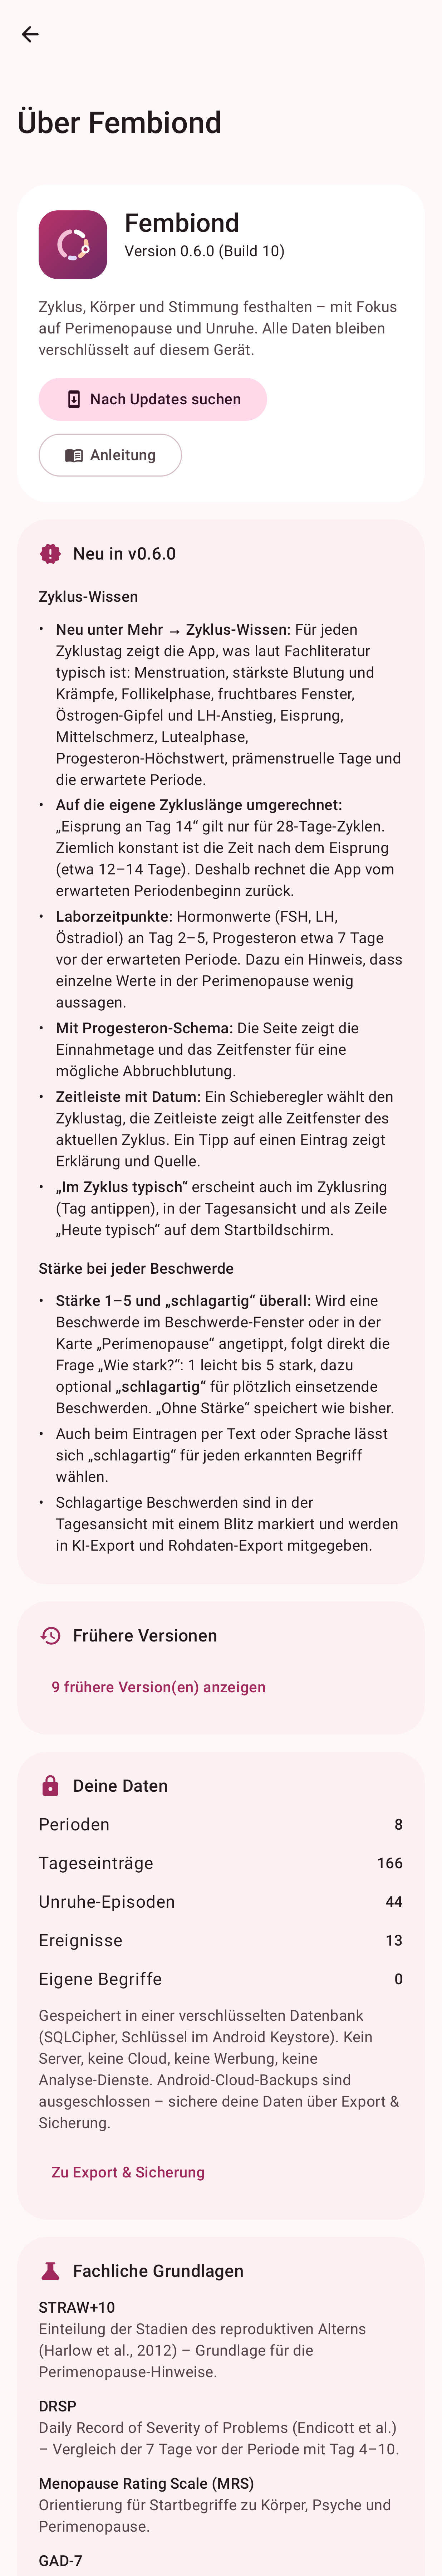 Über Fembiond
Fembiond
Version 0.6.0 (Build 10)
Zyklus, Körper und Stimmung festhalten – mit Fokus
auf Perimenopause und Unruhe. Alle Daten bleiben
verschlüsselt auf diesem Gerät.
Nach Updates suchen
Anleitung
Neu in v0.6.0
Zyklus-Wissen
• Neu unter Mehr → Zyklus-Wissen: Für jeden
Zyklustag zeigt die App, was laut Fachliteratur
typisch ist: Menstruation, stärkste Blutung und
Krämpfe, Follikelphase, fruchtbares Fenster,
Östrogen-Gipfel und LH-Anstieg, Eisprung,
Mittelschmerz, Lutealphase,
Progesteron-Höchstwert, prämenstruelle Tage und
die erwartete Periode.
• Auf die eigene Zykluslänge umgerechnet:
„Eisprung an Tag 14“ gilt nur für 28-Tage-Zyklen.
Ziemlich konstant ist die Zeit nach dem Eisprung
(etwa 12–14 Tage). Deshalb rechnet die App vom
erwarteten Periodenbeginn zurück.
• Laborzeitpunkte: Hormonwerte (FSH, LH,
Östradiol) an Tag 2–5, Progesteron etwa 7 Tage
vor der erwarteten Periode. Dazu ein Hinweis, dass
einzelne Werte in der Perimenopause wenig
aussagen.
• Mit Progesteron-Schema: Die Seite zeigt die
Einnahmetage und das Zeitfenster für eine
mögliche Abbruchblutung.
• Zeitleiste mit Datum: Ein Schieberegler wählt den
Zyklustag, die Zeitleiste zeigt alle Zeitfenster des
aktuellen Zyklus. Ein Tipp auf einen Eintrag zeigt
Erklärung und Quelle.
• „Im Zyklus typisch“ erscheint auch im Zyklusring
(Tag antippen), in der Tagesansicht und als Zeile
„Heute typisch“ auf dem Startbildschirm.
Stärke bei jeder Beschwerde
• Stärke 1–5 und „schlagartig“ überall: Wird eine
Beschwerde im Beschwerde-Fenster oder in der
Karte „Perimenopause“ angetippt, folgt direkt die
Frage „Wie stark?“: 1 leicht bis 5 stark, dazu
optional „schlagartig“ für plötzlich einsetzende
Beschwerden. „Ohne Stärke“ speichert wie bisher.
• Auch beim Eintragen per Text oder Sprache lässt
sich „schlagartig“ für jeden erkannten Begriff
wählen.
• Schlagartige Beschwerden sind in der
Tagesansicht mit einem Blitz markiert und werden
in KI-Export und Rohdaten-Export mitgegeben.
Frühere Versionen
9 frühere Version(en) anzeigen
Deine Daten
Perioden 8
Tageseinträge 166
Unruhe-Episoden 44
Ereignisse 13
Eigene Begriffe 0
Gespeichert in einer verschlüsselten Datenbank
(SQLCipher, Schlüssel im Android Keystore). Kein
Server, keine Cloud, keine Werbung, keine
Analyse-Dienste. Android-Cloud-Backups sind
ausgeschlossen – sichere deine Daten über Export &
Sicherung.
Zu Export & Sicherung
Fachliche Grundlagen
STRAW+10
Einteilung der Stadien des reproduktiven Alterns
(Harlow et al., 2012) – Grundlage für die
Perimenopause-Hinweise.
DRSP
Daily Record of Severity of Problems (Endicott et al.)
– Vergleich der 7 Tage vor der Periode mit Tag 4–10.
Menopause Rating Scale (MRS)
Orientierung für Startbegriffe zu Körper, Psyche und
Perimenopause.
GAD-7